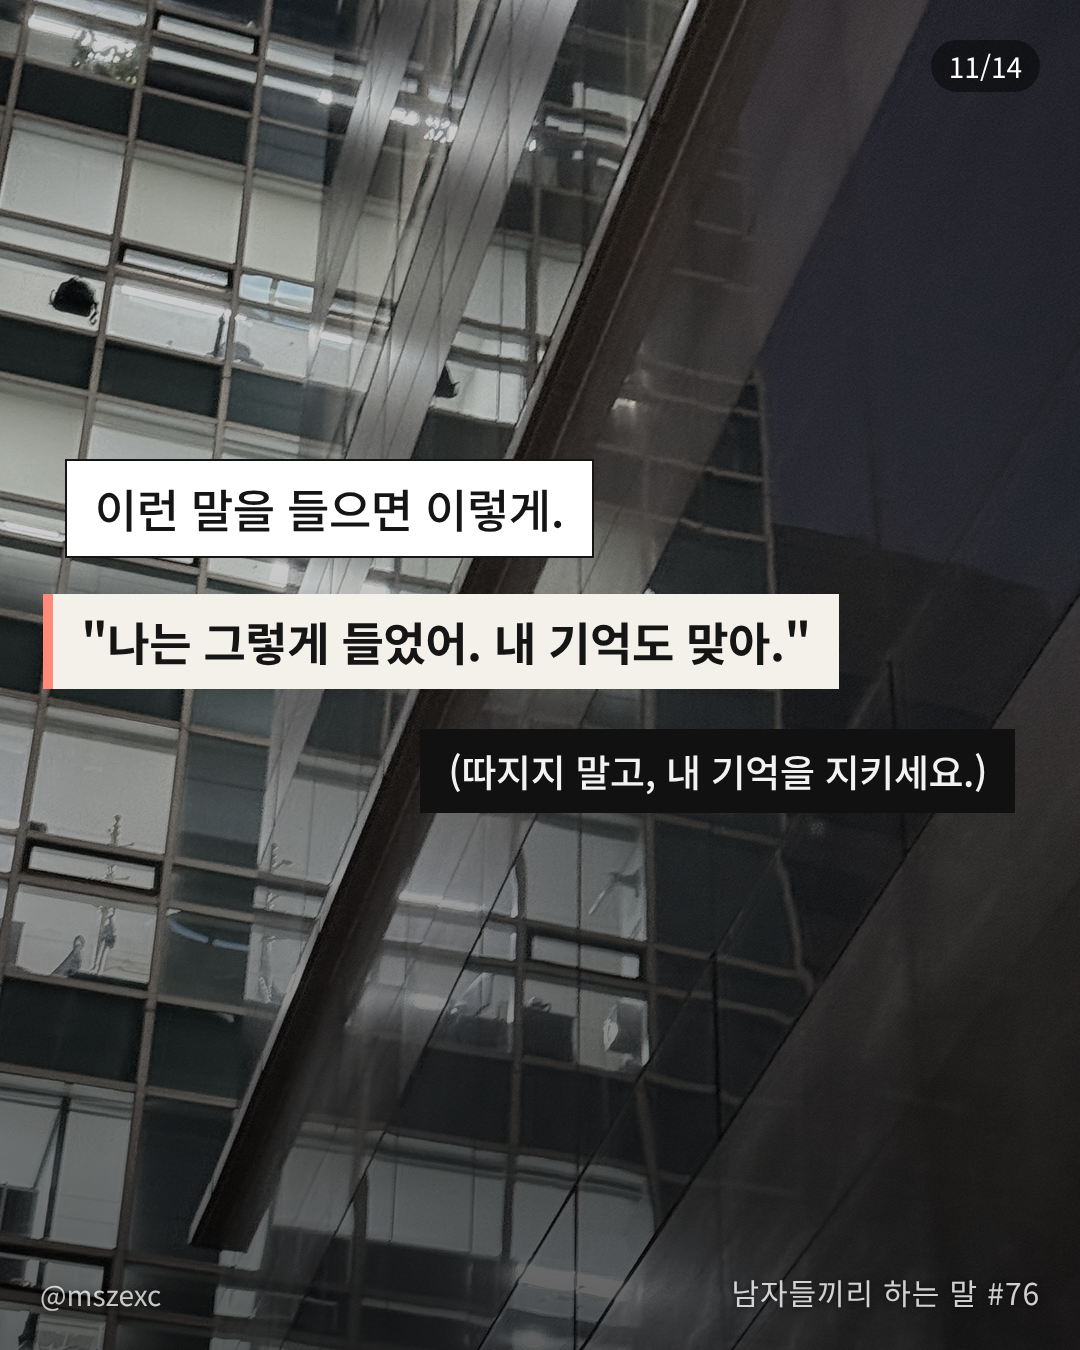 11/14
이런 말을 들으면 이렇게.
"나는 그렇게 들었어. 내 기억도 맞아."
(따지지 말고, 내 기억을 지키세요.)
@mszexc
남자들끼리 하는 말 #76